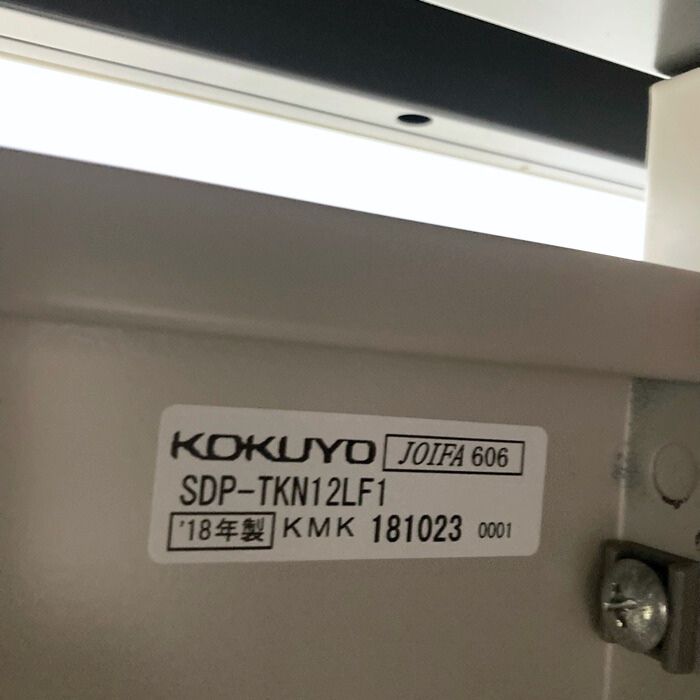 KOKUYO JOIFA 606
SDP-TKN12LF1
'18年製 KMK 181023 0001